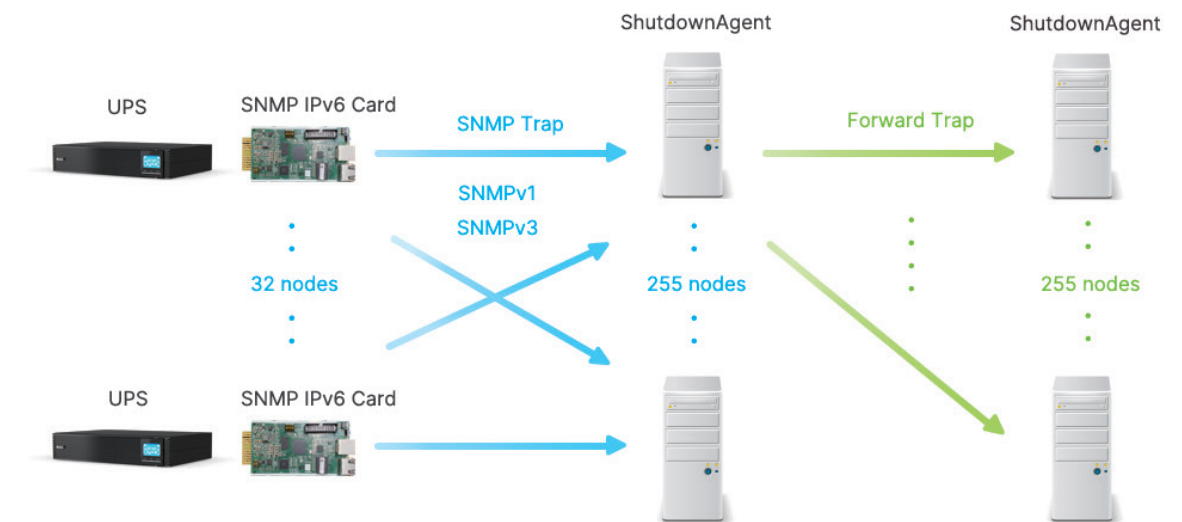 ShutdownAgent
ShutdownAgent
UPS
SNMP IPv6 Card
SNMP Trap
Forward Trap
SNMPv1
SNMPv3
32 nodes
255 nodes
255 nodes
UPS
SNMP IPv6 Card